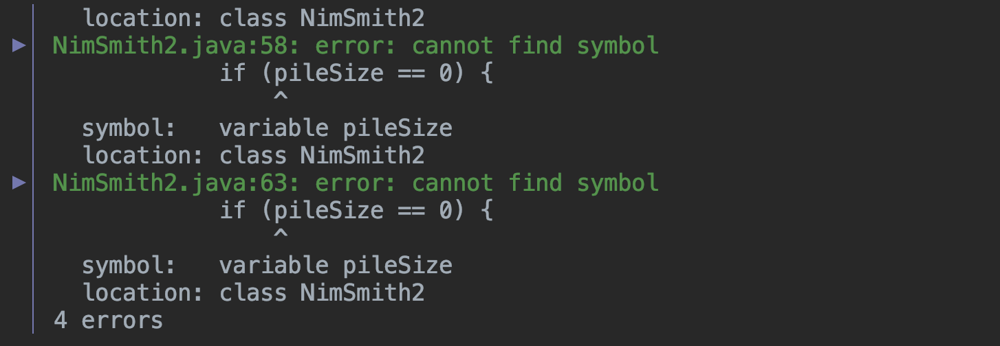 location: class NimSmith2
NimSmith2.java:58: error: cannot find symbol
if (pileSize == 0) {
^
symbol:   variable pileSize
location: class NimSmith2
NimSmith2.java:63: error: cannot find symbol
if (pileSize == 0) {
^
symbol:   variable pileSize
location: class NimSmith2
4 errors